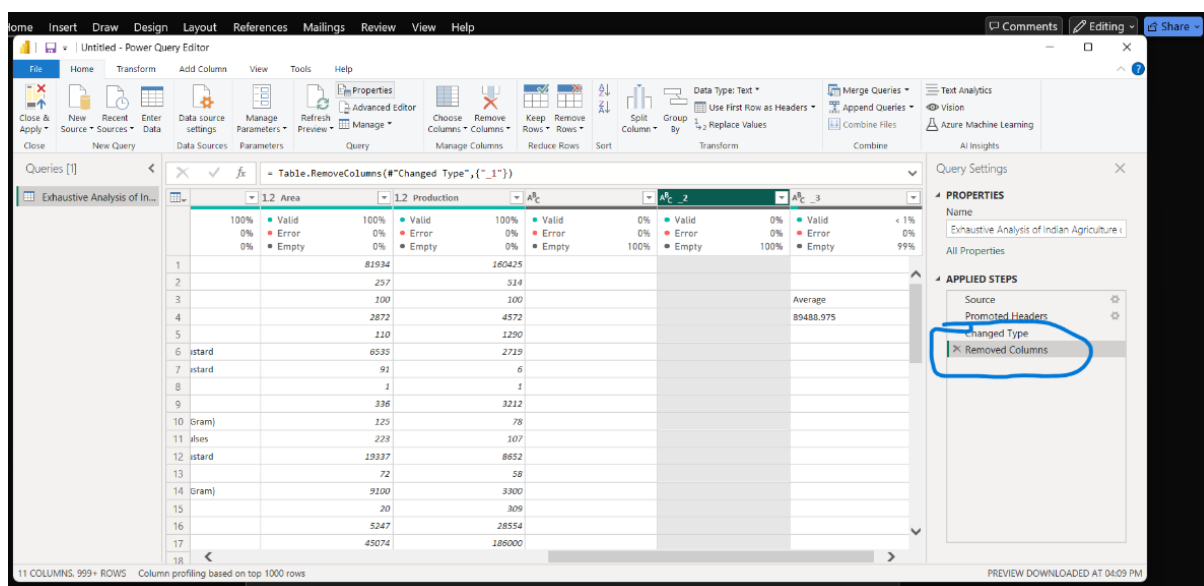 Home Insert Draw Design Layout References Mailings Review View Help Comments Editing Share
Untitled - Power Query Editor
File Home Transform Add Column View Tools Help
Close & Apply New Source Recent Sources Enter Data Data source settings Manage Parameters Refresh Preview Properties Advanced Editor Manage Choose Columns Remove Columns Keep Rows Remove Rows Split Column Group By Data Type: Text Use First Row as Headers Replace Values Merge Queries Append Queries Combine Files Text Analytics Vision Azure Machine Learning
Close New Query Data Sources Parameters Query Manage Columns Reduce Rows Sort Transform Combine AI Insights
Queries [1]
Exhaustive Analysis of In...
= Table.RemoveColumns(#"Changed Type",{"_1"})
1.2 Area 1.2 Production ABC ABC _2 ABC _3
100% Valid 100% Valid 100% Valid 0% Valid 0% Valid < 1%
0% Error 0% Error 0% Error 0% Error 0% Error 0%
0% Empty 0% Empty 0% Empty 100% Empty 100% Empty 99%
1 81934 160425
2 257 514
3 100 100 Average
4 2872 4572 89488.975
5 110 1290
6 ustard 6535 2719
7 ustard 91 6
8 1 1
9 336 3212
10 Gram) 125 78
11 ulses 223 107
12 ustard 19337 8652
13 72 58
14 Gram) 9100 3300
15 20 309
16 5247 28554
17 45074 186000
18
Query Settings
PROPERTIES
Name
Exhaustive Analysis of Indian Agriculture
All Properties
APPLIED STEPS
Source
Promoted Headers
Changed Type
Removed Columns
11 COLUMNS, 999+ ROWS Column profiling based on top 1000 rows PREVIEW DOWNLOADED AT 04:09 PM